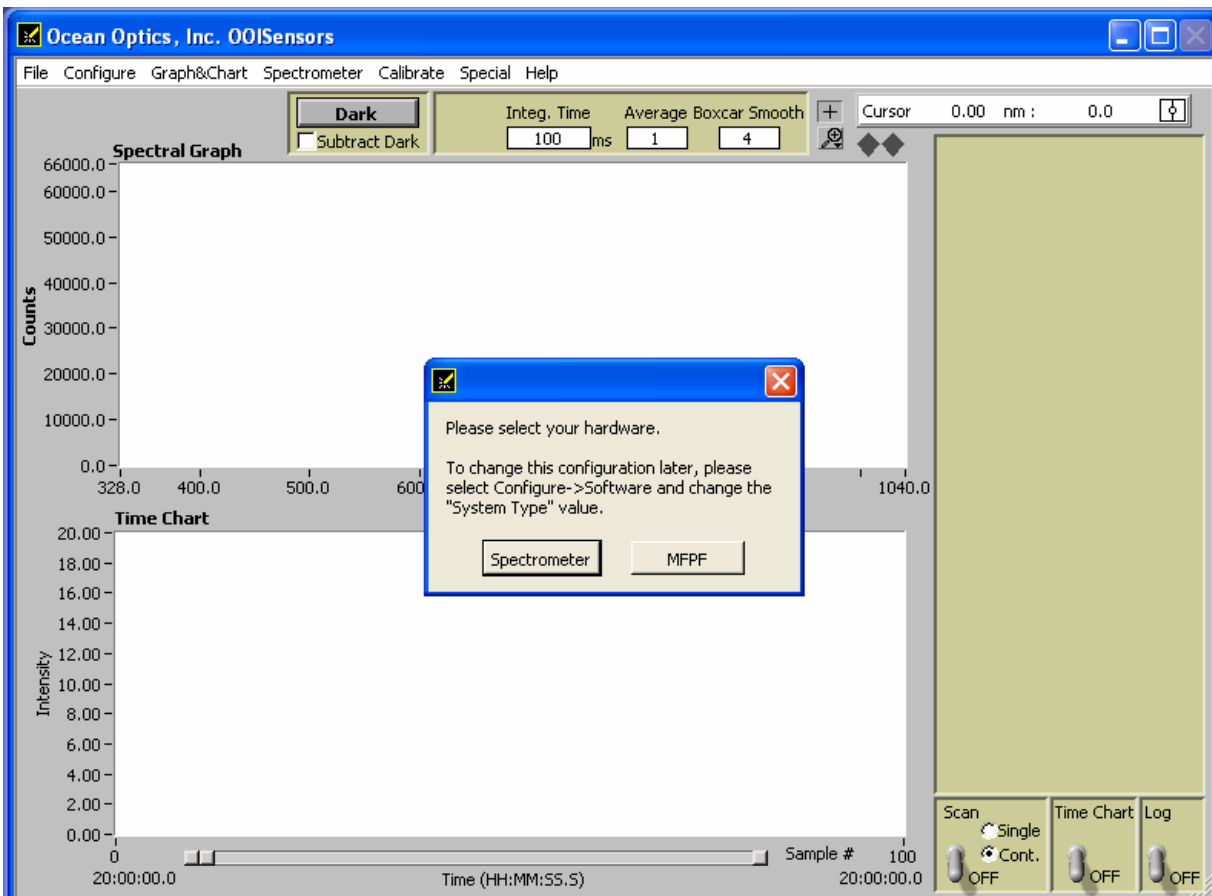 Ocean Optics, Inc. OOISensors
File Configure Graph&Chart Spectrometer Calibrate Special Help
Dark
Subtract Dark
Integ. Time Average Boxcar Smooth
100 ms 1 4
Cursor 0.00 nm : 0.0
Spectral Graph
66000.0
60000.0
50000.0
40000.0
30000.0
20000.0
10000.0
0.0
Counts
328.0 400.0 500.0 600 1040.0
Please select your hardware.
To change this configuration later, please
select Configure->Software and change the
"System Type" value.
Spectrometer MFPF
Time Chart
20.00
18.00
16.00
14.00
12.00
10.00
8.00
6.00
4.00
2.00
0.00
Intensity
0 Sample # 100
20:00:00.0 Time (HH:MM:SS.S) 20:00:00.0
Scan
Single
Cont.
OFF
Time Chart
OFF
Log
OFF